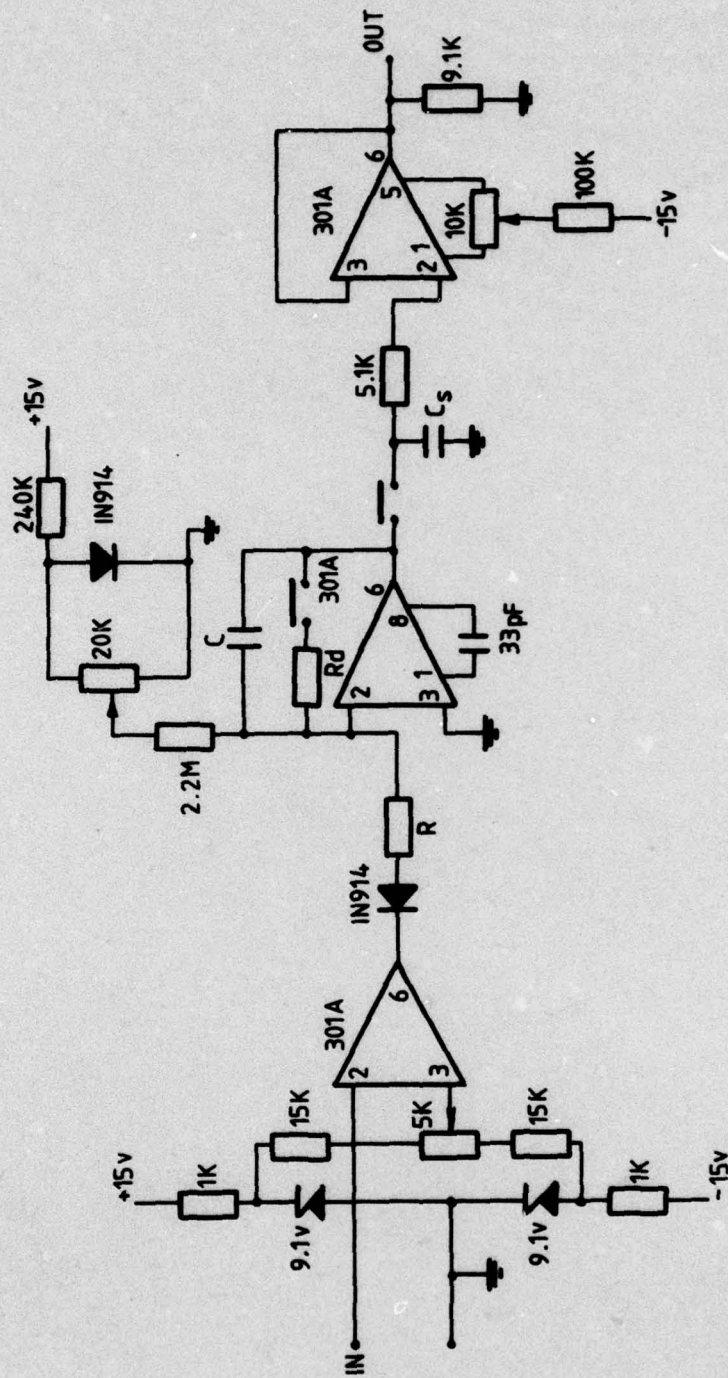 IN
+15v
1K
9.1v
15K
5K
15K
9.1v
1K
-15v
2
3
301A
6
IN914
R
2.2M
20K
240K
+15v
IN914
C
Rd
301A
2
3
1
8
6
33pF
Cs
5.1K
301A
3
2
1
5
6
10K
100K
-15v
OUT
9.1K